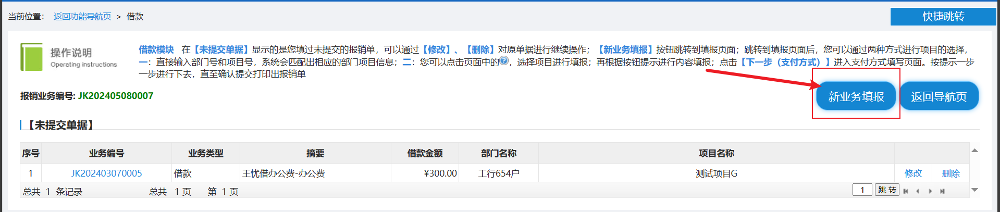 当前位置： 返回功能导航页 > 借款
快捷跳转
操作说明
Operating instructions
借款模块 在【未提交单据】显示的是您填过未提交的报销单，可以通过【修改】、【删除】对原单据进行继续操作；【新业务填报】按钮跳转到填报页面；跳转到填报页面后，您可以通过两种方式进行项目的选择，
一：直接输入部门号和项目号，系统会匹配出相应的部门项目信息；二：您可以点击页面中的?，选择项目进行填报；再根据按钮提示进行内容填报；点击【下一步（支付方式）】进入支付方式填写页面。按提示一步
一步进行下去，直至确认提交打印出报销单
报销业务编号: JK202405080007
新业务填报 返回导航页
【未提交单据】
序号 业务编号 业务类型 摘要 借款金额 部门名称 项目名称
1 JK202403070005 借款 王忧借办公费-办公费 ¥300.00 工行654户 测试项目G 修改 删除
总共 1 条记录 总共 1 页 第 1 页 1 跳 转